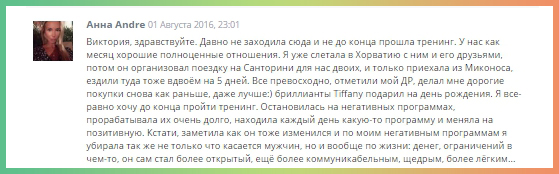 Анна Andre 01 Августа 2016, 23:01
Виктория, здравствуйте. Давно не заходила сюда и не до конца прошла тренинг. У нас как
месяц хорошие полноценные отношения. Я уже слетала в Хорватию с ним и его друзьями,
потом он организовал поездку на Санторини для нас двоих, и только приехала из Миконоса,
ездили туда тоже вдвоём на 5 дней. Все превосходно, отметили мой ДР, делал мне дорогие
покупки снова как раньше, даже лучше:) бриллианты Tiffany подарил на день рождения. Я все-
равно хочу до конца пройти тренинг. Остановилась на негативных программах,
прорабатывала их очень долго, находила каждый день какую-то программу и меняла на
позитивную. Кстати, заметила как он тоже изменился и по моим негативным программам я
убирала так же не только что касается мужчин, но и вообще по жизни: денег, ограничений в
чем-то, он сам стал более открытый, ещё более коммуникабельным, щедрым, более лёгким...